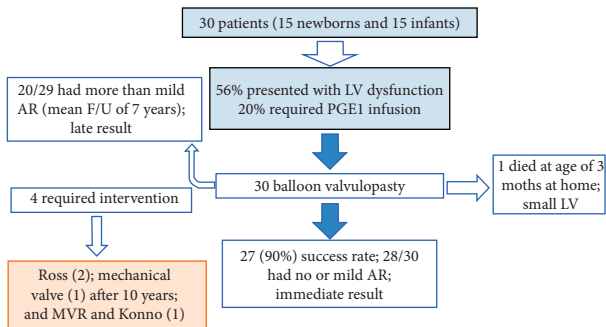 30 patients (15 newborns and 15 infants)
56% presented with LV dysfunction
20% required PGE1 infusion
20/29 had more than mild
AR (mean F/U of 7 years);
late result
30 balloon valvulopasty
1 died at age of 3
moths at home;
small LV
4 required intervention
27 (90%) success rate; 28/30
had no or mild AR;
immediate result
Ross (2); mechanical
valve (1) after 10 years;
and MVR and Konno (1)